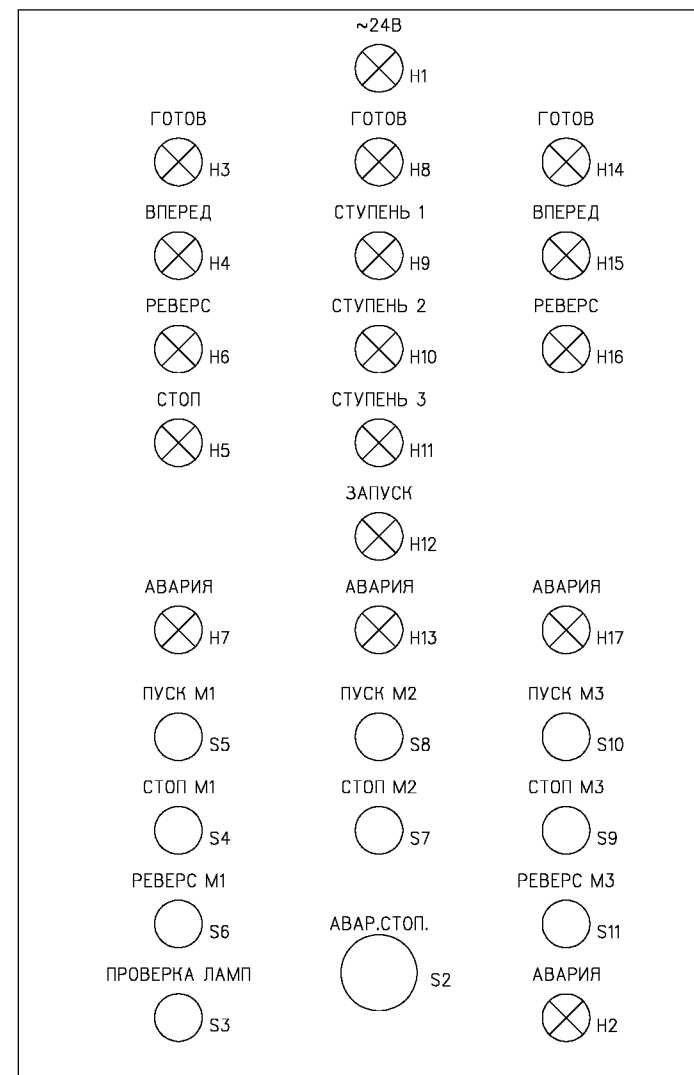 ~24В
H1
ГОТОВ ГОТОВ ГОТОВ
H3 H8 H14
ВПЕРЕД СТУПЕНЬ 1 ВПЕРЕД
H4 H9 H15
РЕВЕРС СТУПЕНЬ 2 РЕВЕРС
H6 H10 H16
СТОП СТУПЕНЬ 3
H5 H11
ЗАПУСК
H12
АВАРИЯ АВАРИЯ АВАРИЯ
H7 H13 H17
ПУСК М1 ПУСК М2 ПУСК М3
S5 S8 S10
СТОП М1 СТОП М2 СТОП М3
S4 S7 S9
РЕВЕРС М1 РЕВЕРС М3
S6 S11
АВАР.СТОП.
S2
ПРОВЕРКА ЛАМП АВАРИЯ
S3 H2